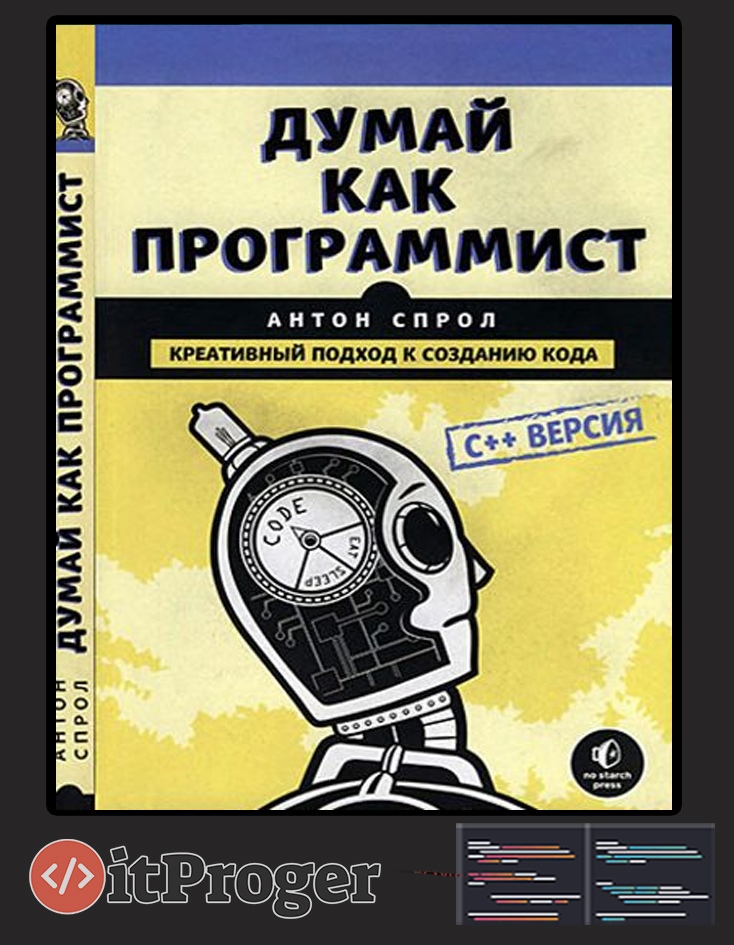 ДУМАЙ
КАК
ПРОГРАММИСТ
АНТОН СПРОЛ
КРЕАТИВНЫЙ ПОДХОД К СОЗДАНИЮ КОДА
C++ ВЕРСИЯ
CODE
EAT
SLEEP
no starch
press
ДУМАЙ КАК ПРОГРАММИСТ
АНТОН
СПРОЛ
</> itProger